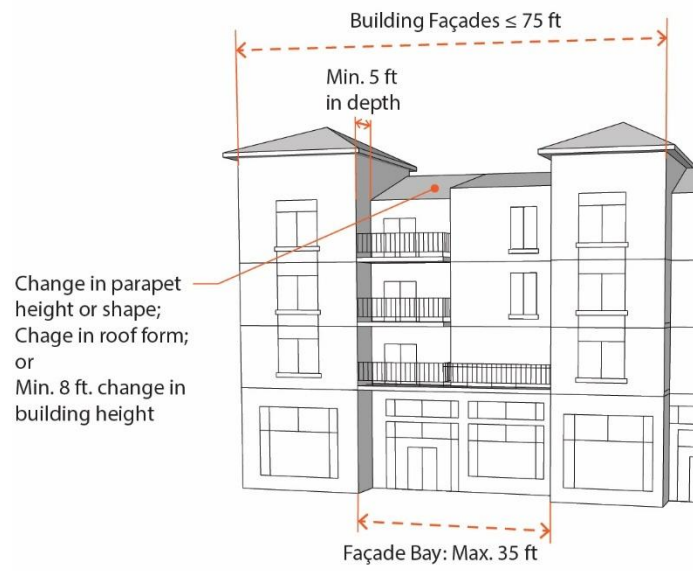 Building Façades ≤ 75 ft
Min. 5 ft
in depth
Change in parapet
height or shape;
Chage in roof form;
or
Min. 8 ft. change in
building height
Façade Bay: Max. 35 ft